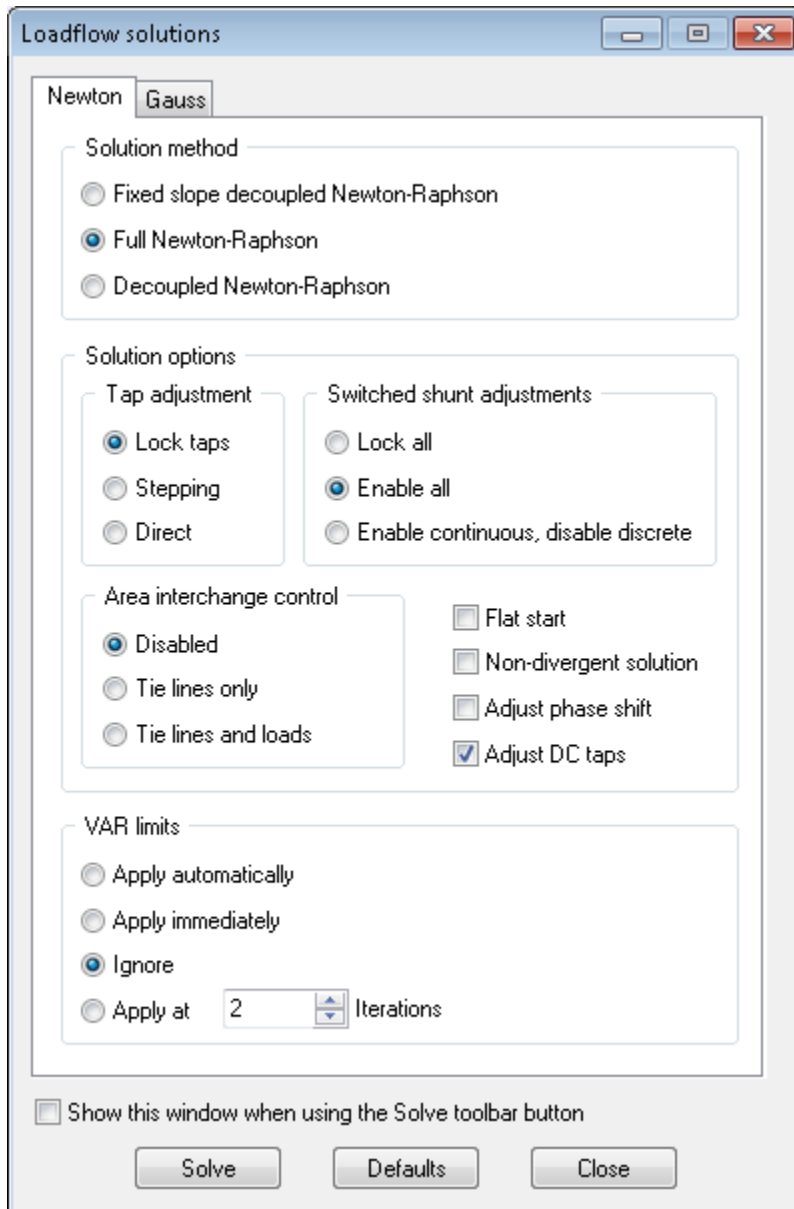 Loadflow solutions
Newton
Gauss
Solution method
Fixed slope decoupled Newton-Raphson
Full Newton-Raphson
Decoupled Newton-Raphson
Solution options
Tap adjustment
Lock taps
Stepping
Direct
Switched shunt adjustments
Lock all
Enable all
Enable continuous, disable discrete
Area interchange control
Disabled
Tie lines only
Tie lines and loads
Flat start
Non-divergent solution
Adjust phase shift
Adjust DC taps
VAR limits
Apply automatically
Apply immediately
Ignore
Apply at 2 Iterations
Show this window when using the Solve toolbar button
Solve
Defaults
Close